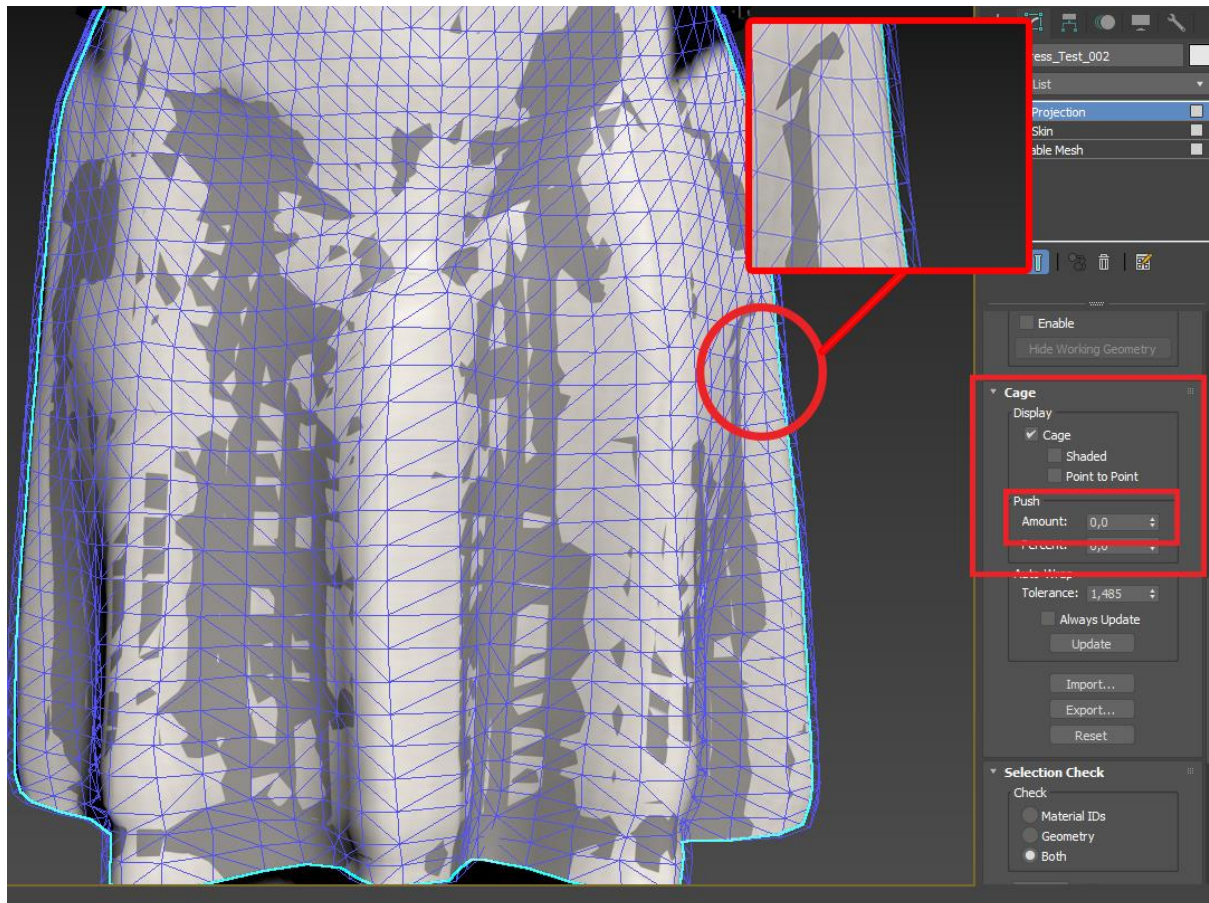 ress_Test_002
List
Projection
Skin
able Mesh
Enable
Hide Working Geometry
Cage
Display
Cage
Shaded
Point to Point
Push
Amount: 0,0
Percent: 0,0
Auto-Wrap
Tolerance: 1,485
Always Update
Update
Import...
Export...
Reset
Selection Check
Check
Material IDs
Geometry
Both